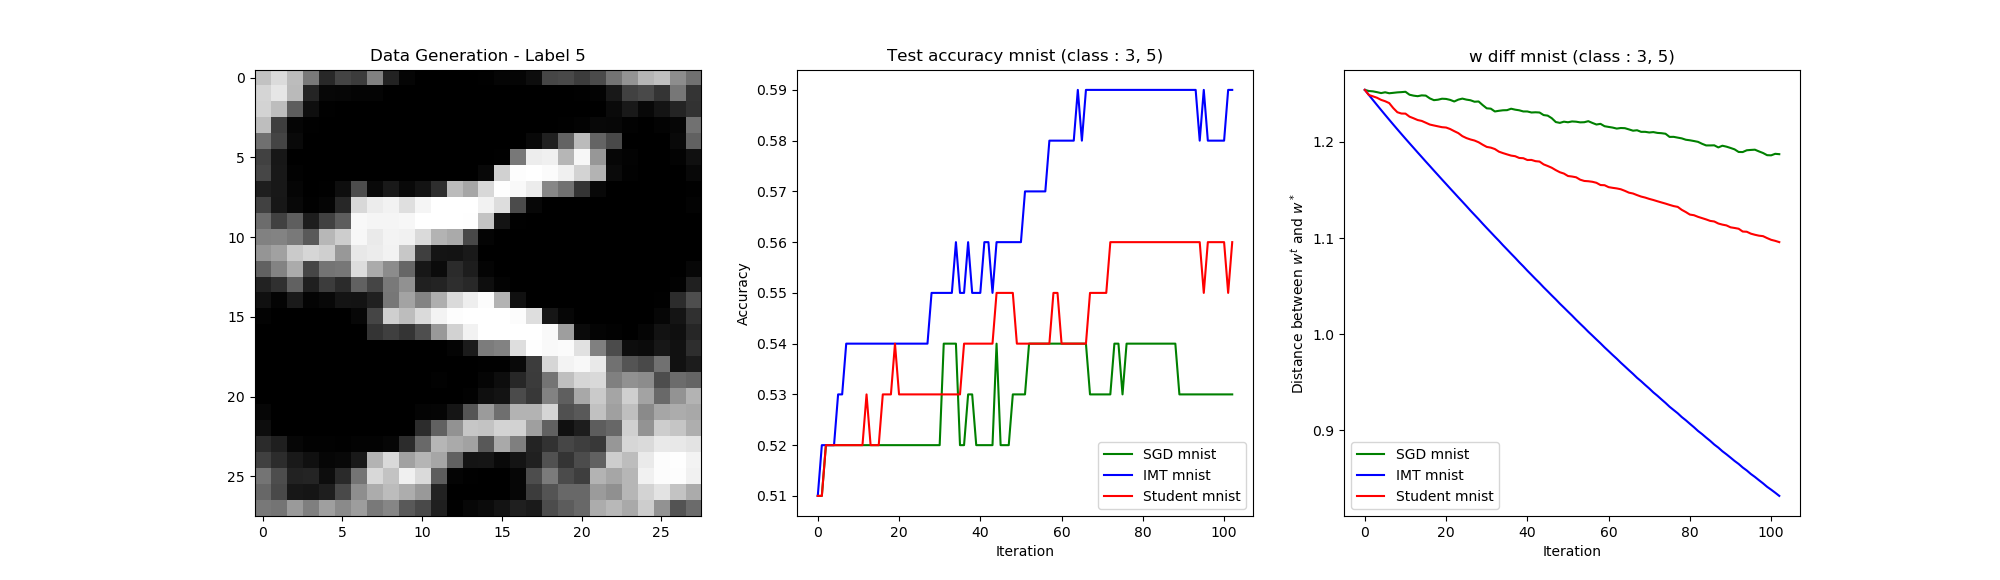 Data Generation - Label 5
0
5
10
15
20
25
0 5 10 15 20 25
Test accuracy mnist (class : 3, 5)
Accuracy
0.59
0.58
0.57
0.56
0.55
0.54
0.53
0.52
0.51
SGD mnist
IMT mnist
Student mnist
0 20 40 60 80 100
Iteration
w diff mnist (class : 3, 5)
Distance between w^t and w^*
1.2
1.1
1.0
0.9
SGD mnist
IMT mnist
Student mnist
0 20 40 60 80 100
Iteration